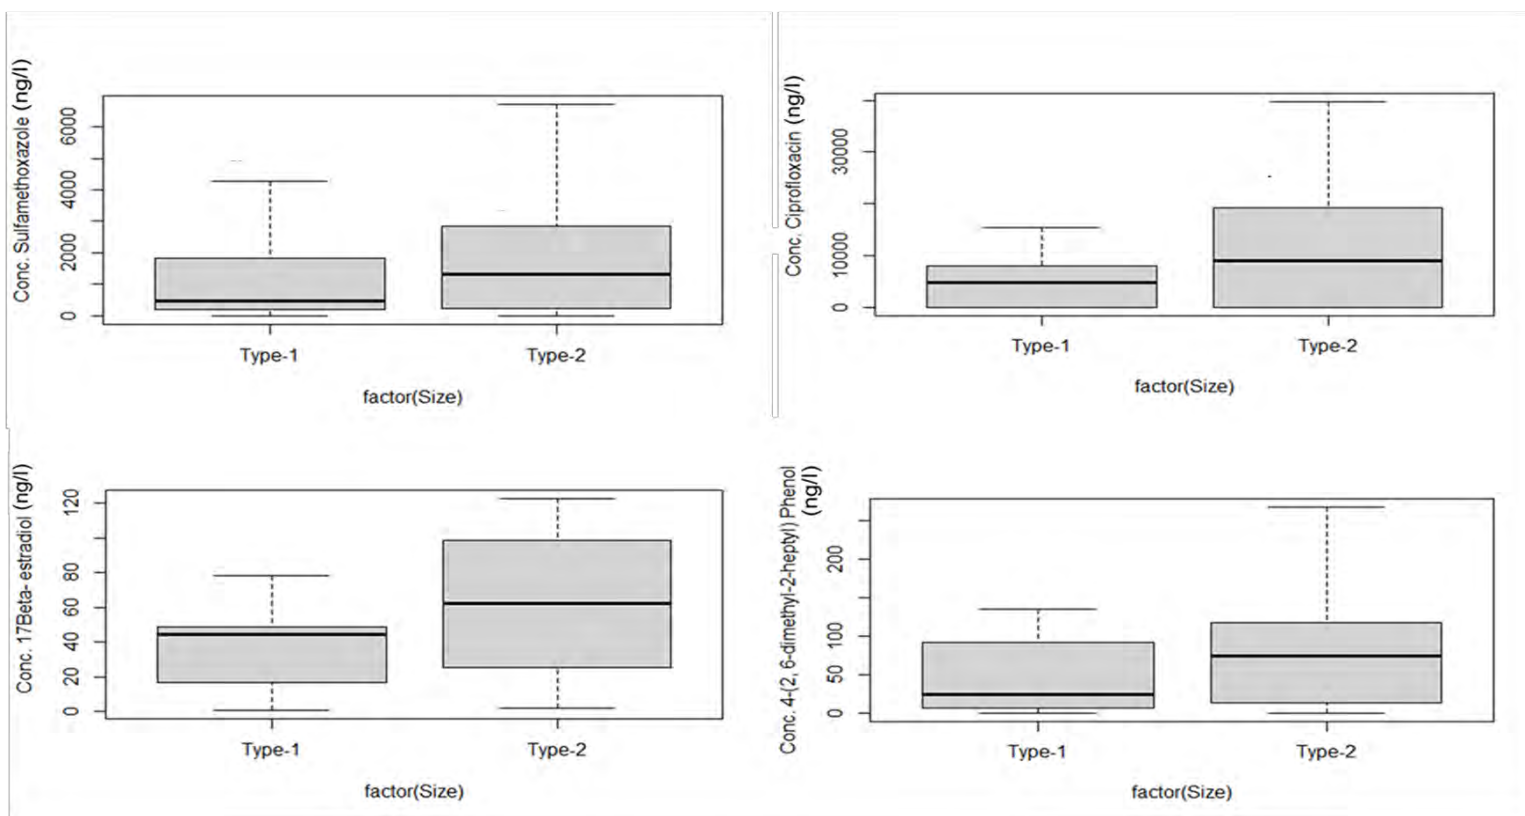 Conc. Sulfamethoxazole (ng/l)
6000
4000
2000
0
Type-1 Type-2
factor(Size)
Conc. Ciprofloxacin (ng/l)
30000
10000
0
Type-1 Type-2
factor(Size)
Conc. 17Beta- estradiol (ng/l)
120
80
60
40
20
0
Type-1 Type-2
factor(Size)
Conc. 4-(2, 6-dimethyl-2-heptyl) Phenol
(ng/l)
200
100
50
0
Type-1 Type-2
factor(Size)